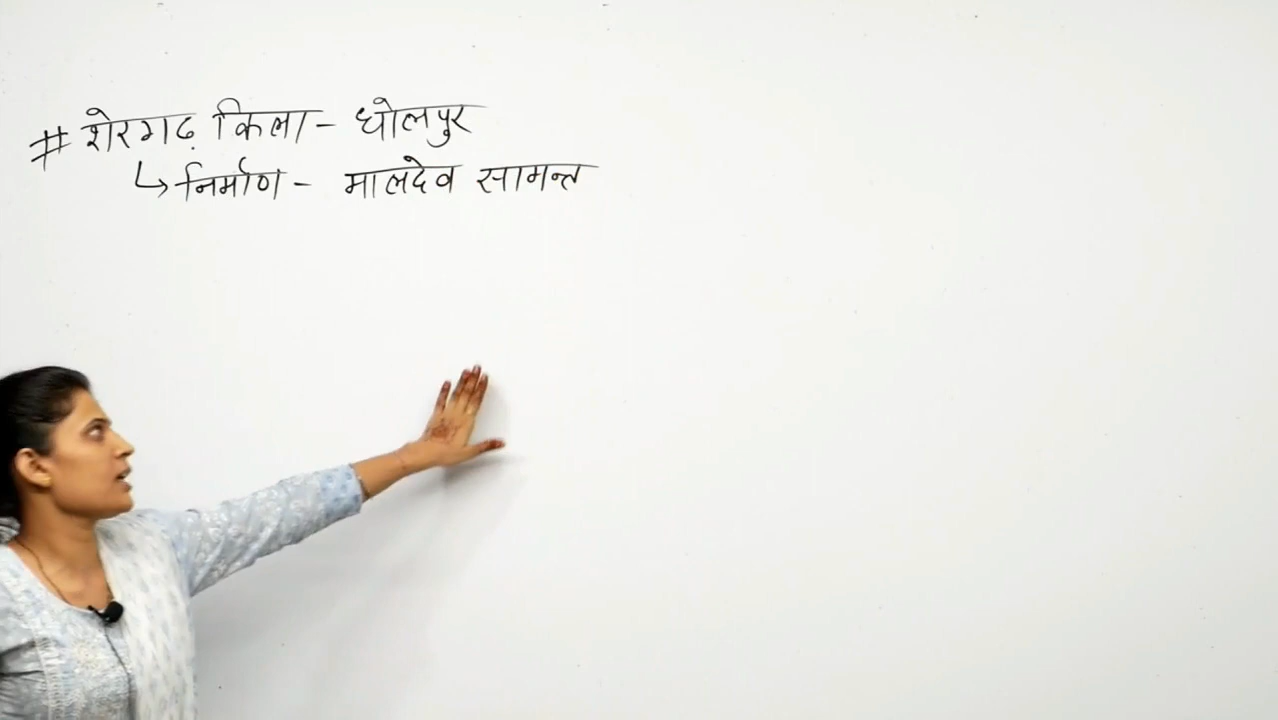 # शेरगढ़ किला - धोलपुर
↳ निर्माण - मालदेव सामन्त